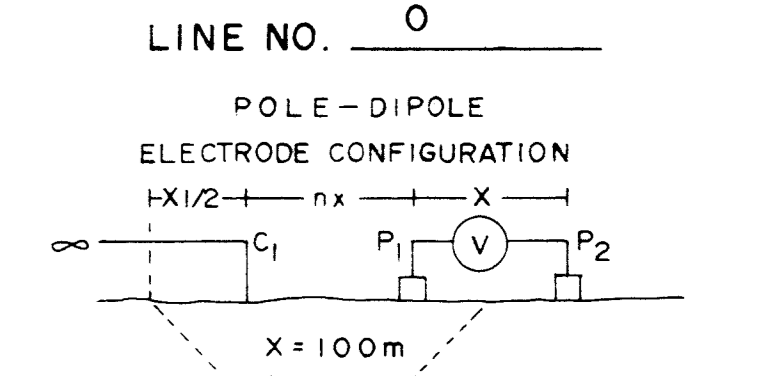 LINE NO. 0
POLE-DIPOLE
ELECTRODE CONFIGURATION
X1/2 nx X
∞ C1 P1 V P2
X = 100m